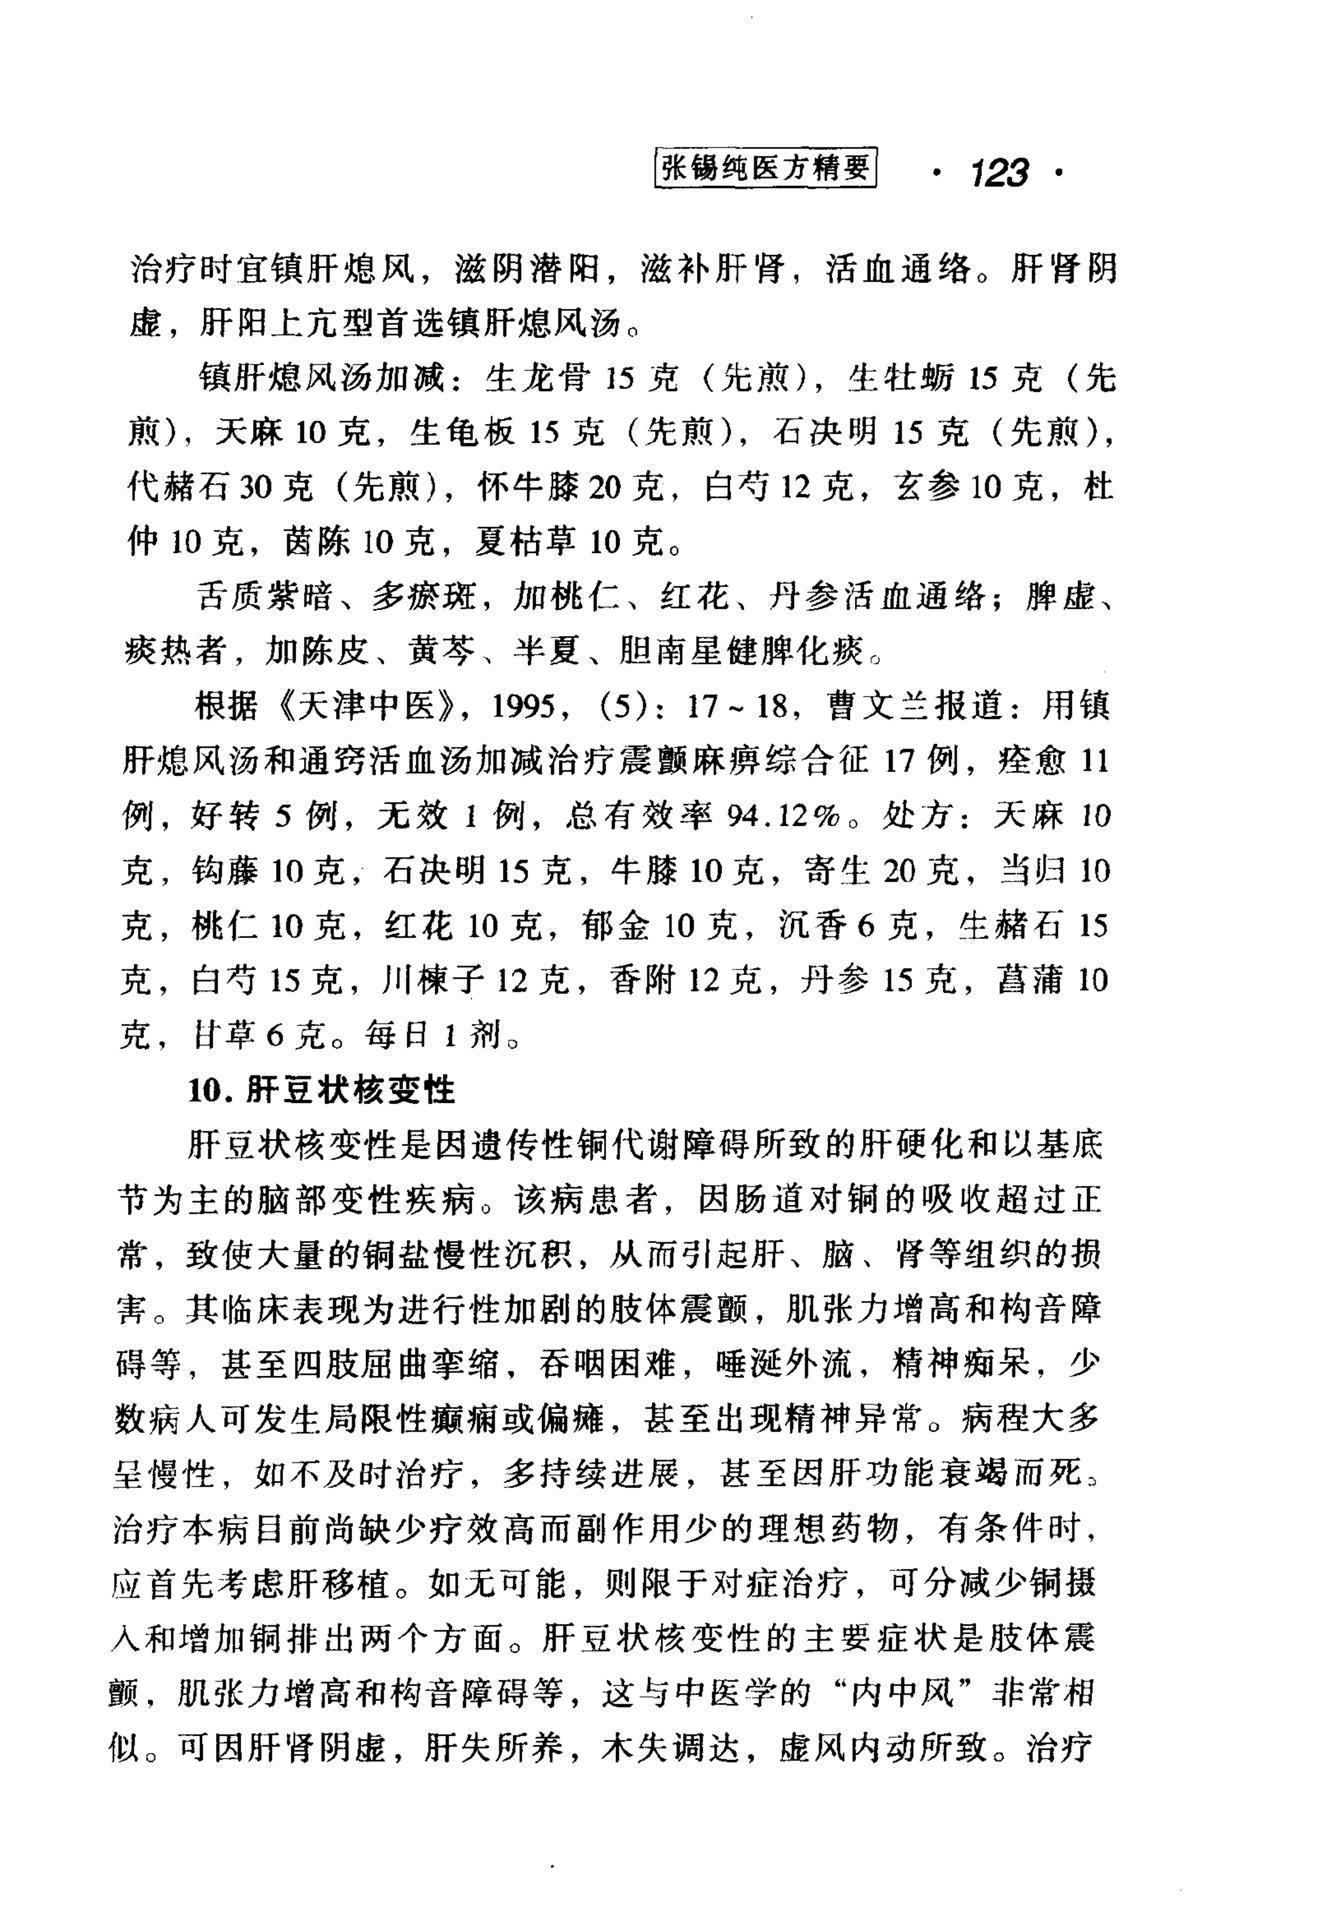 张锡纯医方精要 · 123 ·
治疗时宜镇肝熄风，滋阴潜阳，滋补肝肾，活血通络。肝肾阴
虚，肝阳上亢型首选镇肝熄风汤。
镇肝熄风汤加减：生龙骨 15 克（先煎），生牡蛎 15 克（先
煎），天麻 10 克，生龟板 15 克（先煎），石决明 15 克（先煎），
代赭石 30 克（先煎），怀牛膝 20 克，白芍 12 克，玄参 10 克，杜
仲 10 克，茵陈 10 克，夏枯草 10 克。
舌质紫暗、多瘀斑，加桃仁、红花、丹参活血通络；脾虚、
痰热者，加陈皮、黄芩、半夏、胆南星健脾化痰。
根据《天津中医》，1995，（5）：17～18，曹文兰报道：用镇
肝熄风汤和通窍活血汤加减治疗震颤麻痹综合征 17 例，痊愈 11
例，好转 5 例，无效 1 例，总有效率 94.12%。处方：天麻 10
克，钩藤 10 克，石决明 15 克，牛膝 10 克，寄生 20 克，当归 10
克，桃仁 10 克，红花 10 克，郁金 10 克，沉香 6 克，生赭石 15
克，白芍 15 克，川楝子 12 克，香附 12 克，丹参 15 克，菖蒲 10
克，甘草 6 克。每日 1 剂。
10. 肝豆状核变性
肝豆状核变性是因遗传性铜代谢障碍所致的肝硬化和以基底
节为主的脑部变性疾病。该病患者，因肠道对铜的吸收超过正
常，致使大量的铜盐慢性沉积，从而引起肝、脑、肾等组织的损
害。其临床表现为进行性加剧的肢体震颤，肌张力增高和构音障
碍等，甚至四肢屈曲挛缩，吞咽困难，唾涎外流，精神痴呆，少
数病人可发生局限性癫痫或偏瘫，甚至出现精神异常。病程大多
呈慢性，如不及时治疗，多持续进展，甚至因肝功能衰竭而死。
治疗本病目前尚缺少疗效高而副作用少的理想药物，有条件时，
应首先考虑肝移植。如无可能，则限于对症治疗，可分减少铜摄
入和增加铜排出两个方面。肝豆状核变性的主要症状是肢体震
颤，肌张力增高和构音障碍等，这与中医学的“内中风”非常相
似。可因肝肾阴虚，肝失所养，木失调达，虚风内动所致。治疗